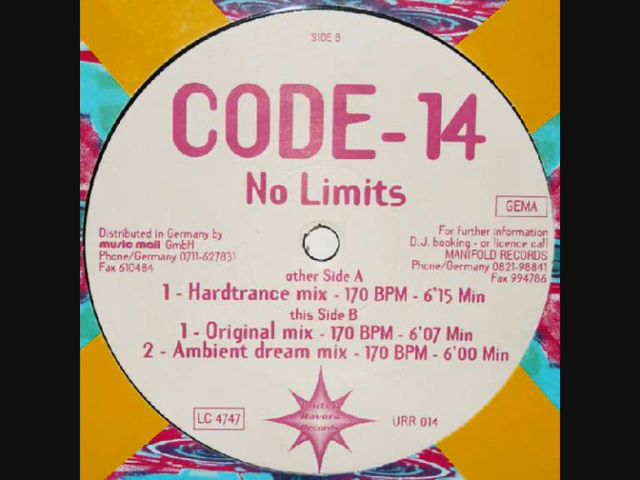 SIDE B
CODE-14
No Limits
GEMA
Distributed in Germany by
music mail GmbH
Phone/Germany 0711-627831
Fax 610484
For further information
D.J. booking - or licence call
MANIFOLD RECORDS
Phone/Germany 0821-98841
Fax 994786
other Side A
1 - Hardtrance mix - 170 BPM - 6'15 Min
this Side B
1 - Original mix - 170 BPM - 6'07 Min
2 - Ambient dream mix - 170 BPM - 6'00 Min
LC 4747
United
Ravers
Records
URR 014